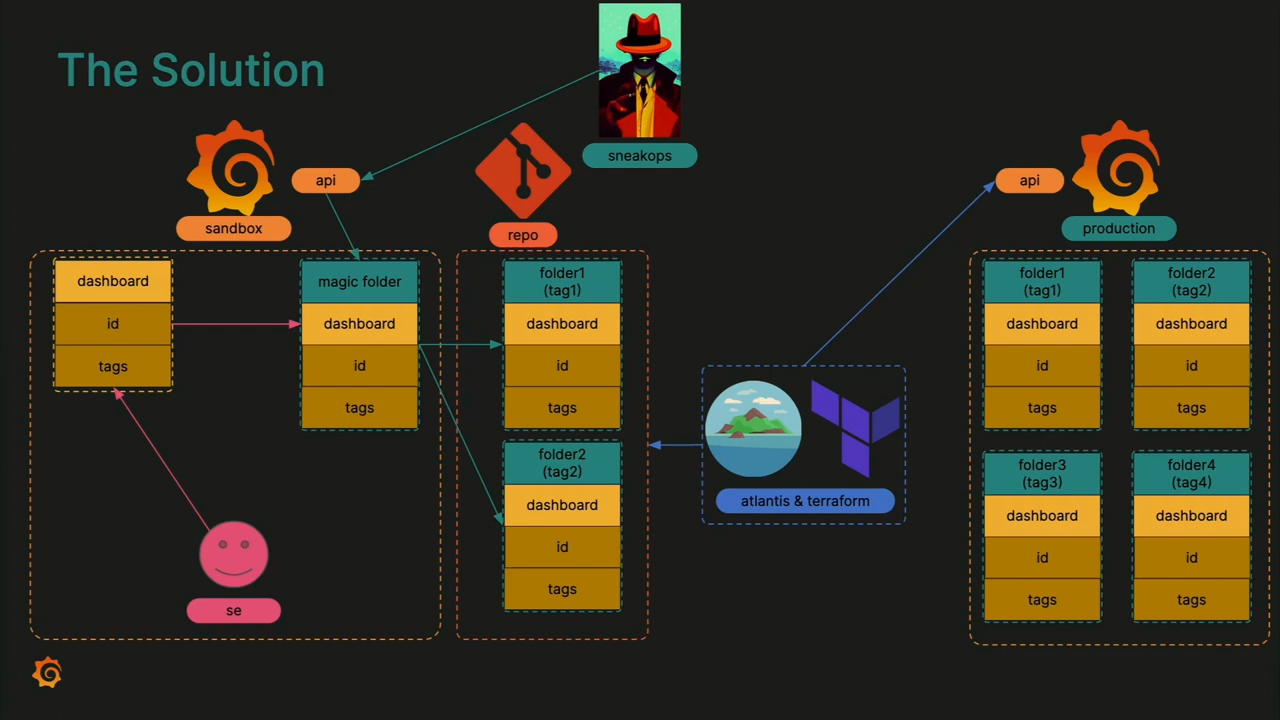 The Solution
sneakops
api
sandbox
repo
api
production
dashboard
id
tags
magic folder
dashboard
id
tags
se
folder1
(tag1)
dashboard
id
tags
folder2
(tag2)
dashboard
id
tags
atlantis & terraform
folder1
(tag1)
dashboard
id
tags
folder2
(tag2)
dashboard
id
tags
folder3
(tag3)
dashboard
id
tags
folder4
(tag4)
dashboard
id
tags